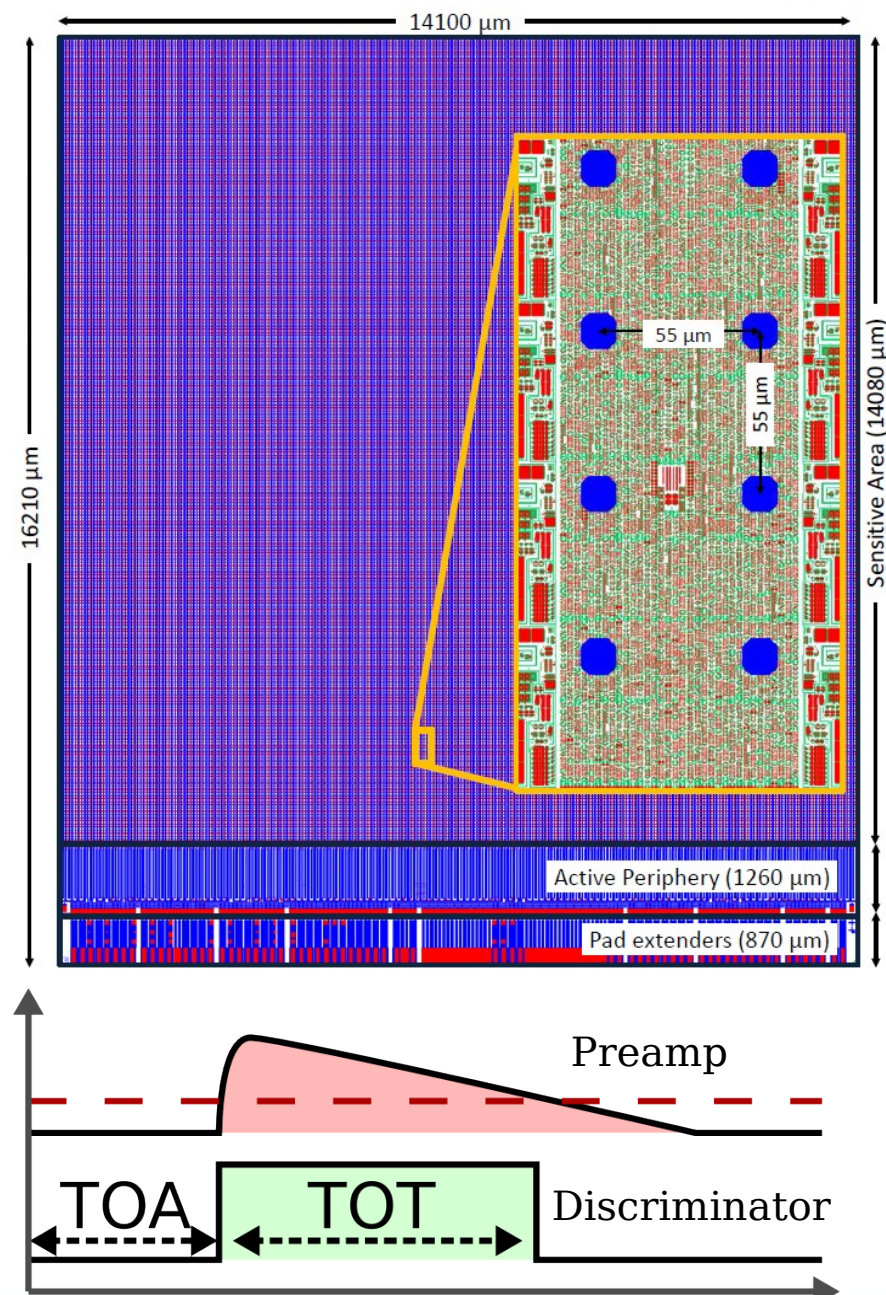 14100 µm
16210 µm
Sensitive Area (14080 µm)
55 µm
55 µm
Active Periphery (1260 µm)
Pad extenders (870 µm)
Preamp
TOA
TOT
Discriminator